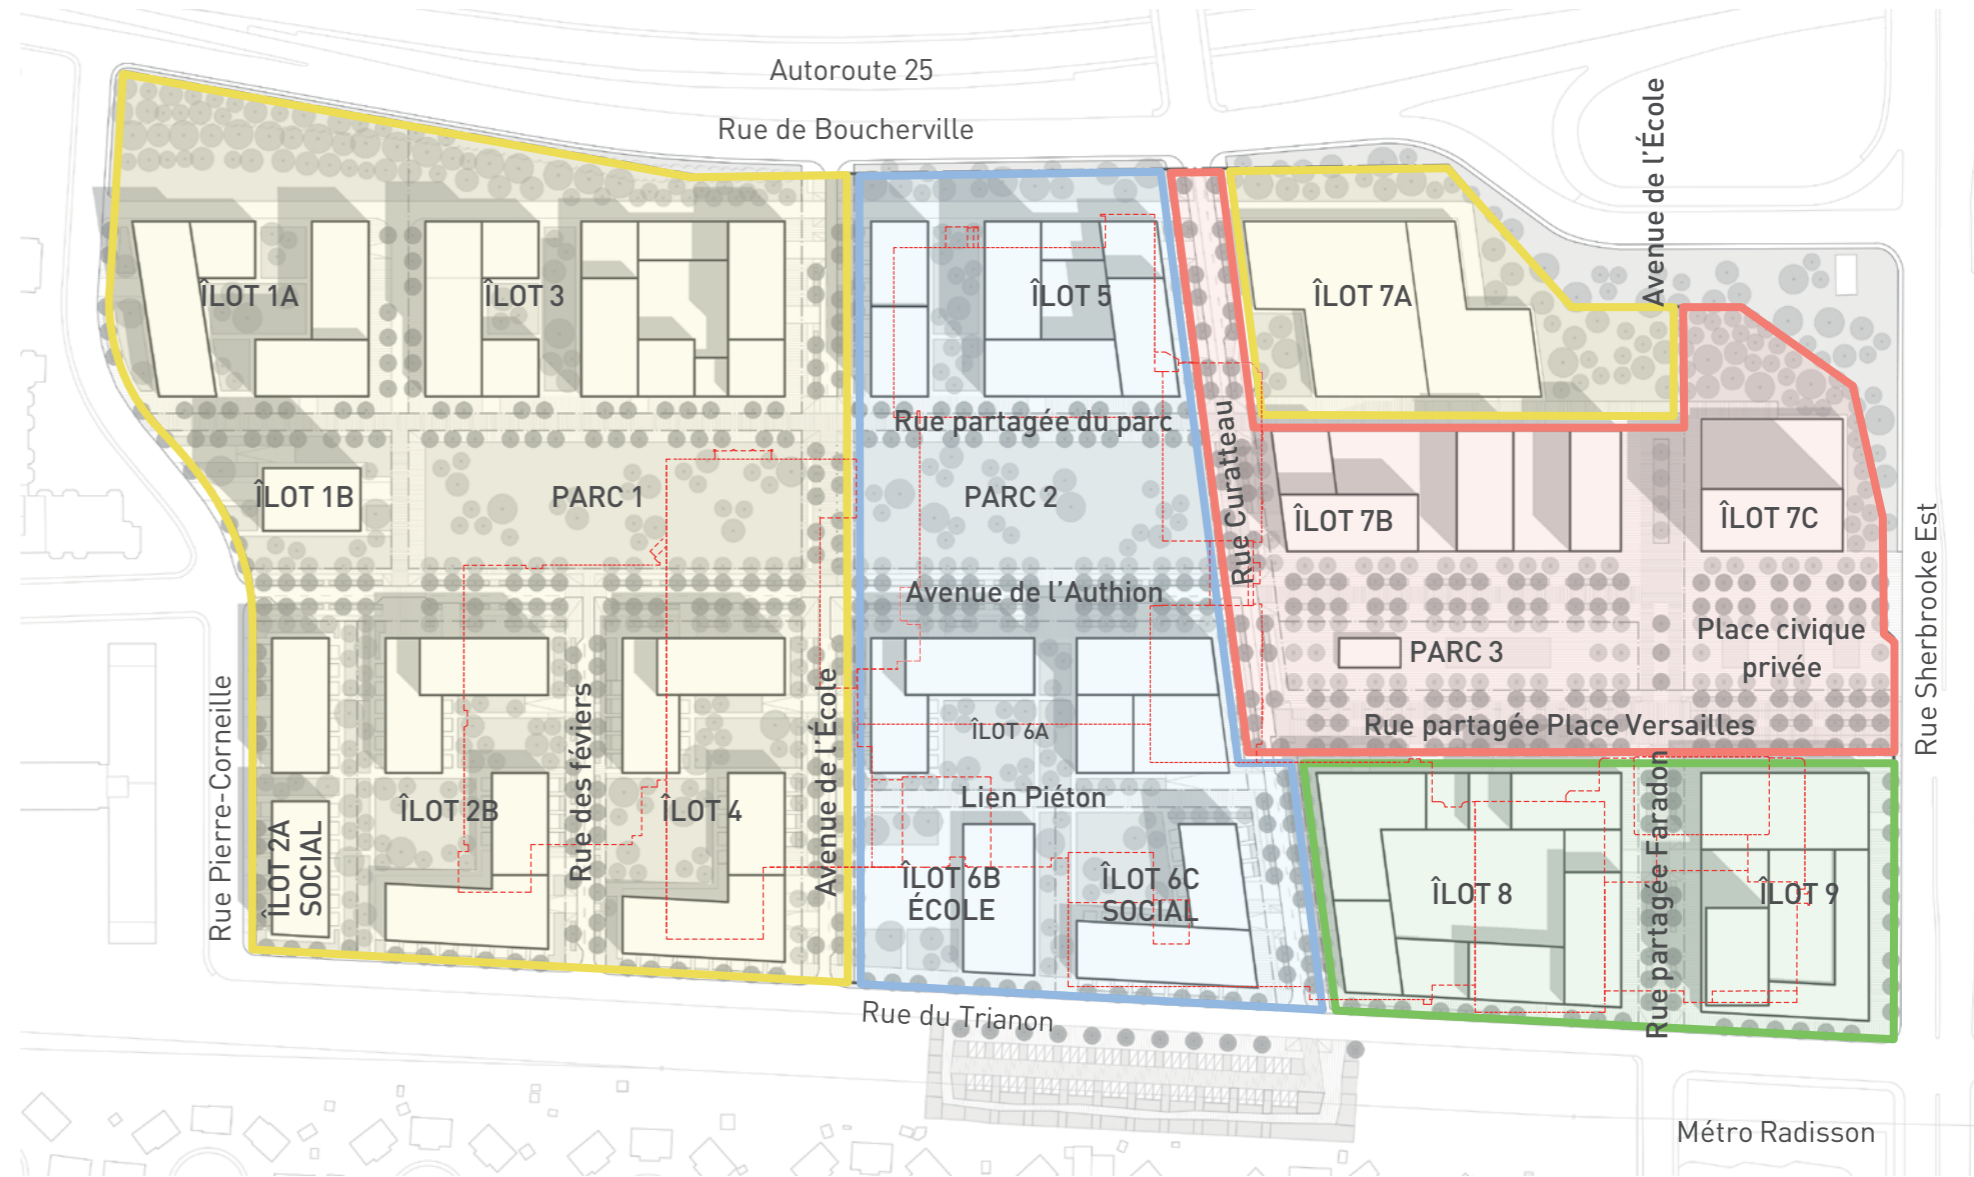 Autoroute 25
Rue de Boucherville
Avenue de l'École
ÎLOT 1A
ÎLOT 3
ÎLOT 5
ÎLOT 7A
Rue partagée du parc
Rue Curatteau
ÎLOT 1B
PARC 1
PARC 2
ÎLOT 7B
ÎLOT 7C
Rue Sherbrooke Est
Avenue de l'Authion
PARC 3
Place civique
privée
Rue partagée Place Versailles
Rue Pierre-Corneille
ÎLOT 2A
SOCIAL
ÎLOT 2B
Rue des féviers
ÎLOT 4
Avenue de l'École
ÎLOT 6A
Lien Piéton
ÎLOT 6B
ÉCOLE
ÎLOT 6C
SOCIAL
ÎLOT 8
Rue partagée Faradon
ÎLOT 9
Rue du Trianon
Métro Radisson